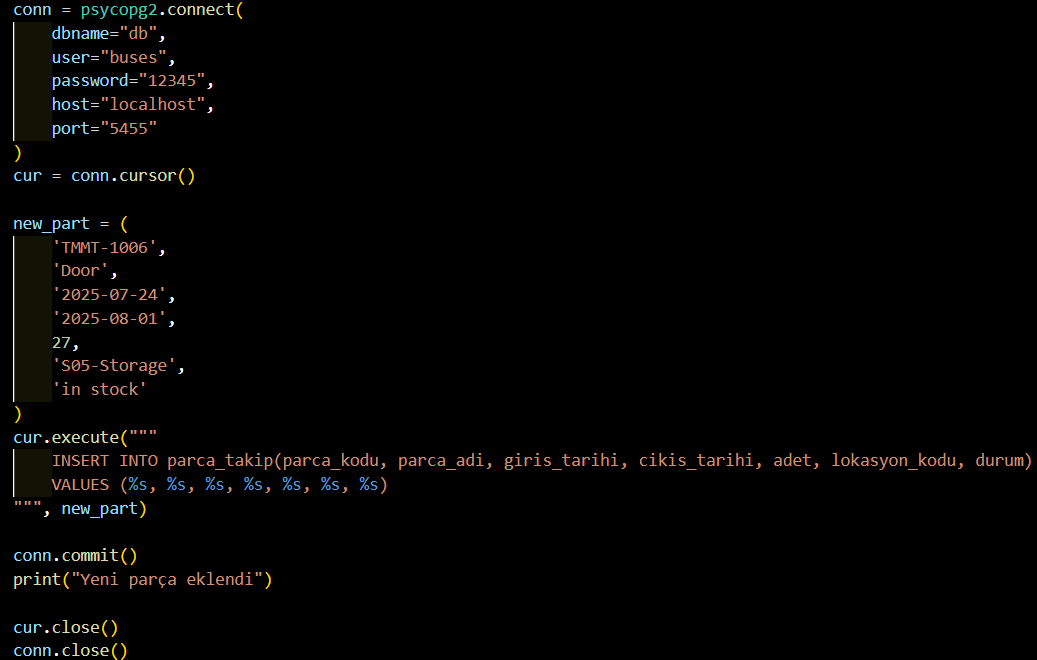 conn = psycopg2.connect(
    dbname="db",
    user="buses",
    password="12345",
    host="localhost",
    port="5455"
)
cur = conn.cursor()

new_part = (
    'TMMT-1006',
    'Door',
    '2025-07-24',
    '2025-08-01',
    27,
    'S05-Storage',
    'in stock'
)
cur.execute("""
    INSERT INTO parca_takip(parca_kodu, parca_adi, giris_tarihi, cikis_tarihi, adet, lokasyon_kodu, durum)
    VALUES (%s, %s, %s, %s, %s, %s, %s)
""", new_part)

conn.commit()
print("Yeni parça eklendi")

cur.close()
conn.close()